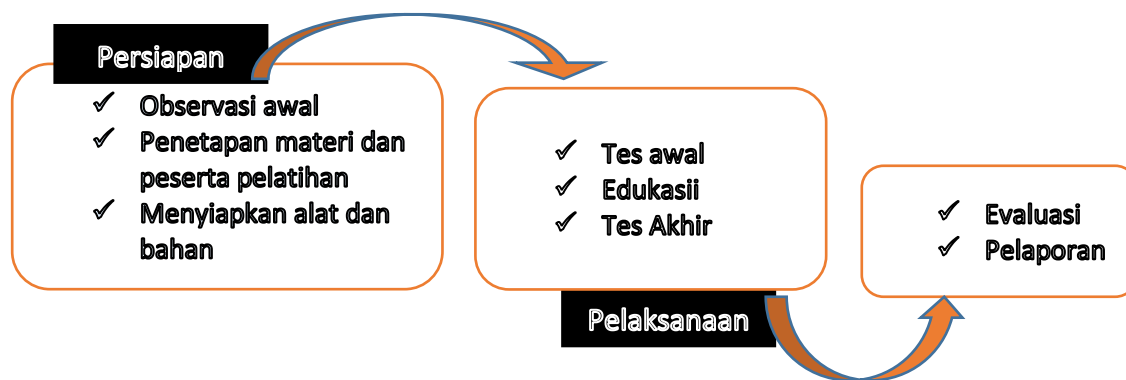 Persiapan
✓ Observasi awal
✓ Penetapan materi dan
peserta pelatihan
✓ Menyiapkan alat dan
bahan
✓ Tes awal
✓ Edukasii
✓ Tes Akhir
Pelaksanaan
✓ Evaluasi
✓ Pelaporan